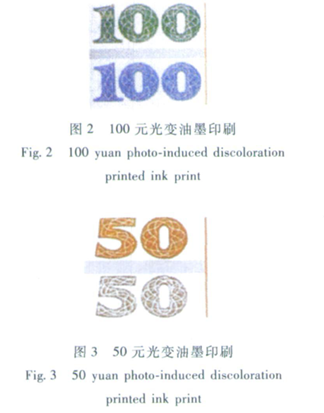 100
100
图 2 100 元光变油墨印刷
Fig. 2 100 yuan photo-induced discoloration
printed ink print
50
50
图 3 50 元光变油墨印刷
Fig. 3 50 yuan photo-induced discoloration
printed ink print